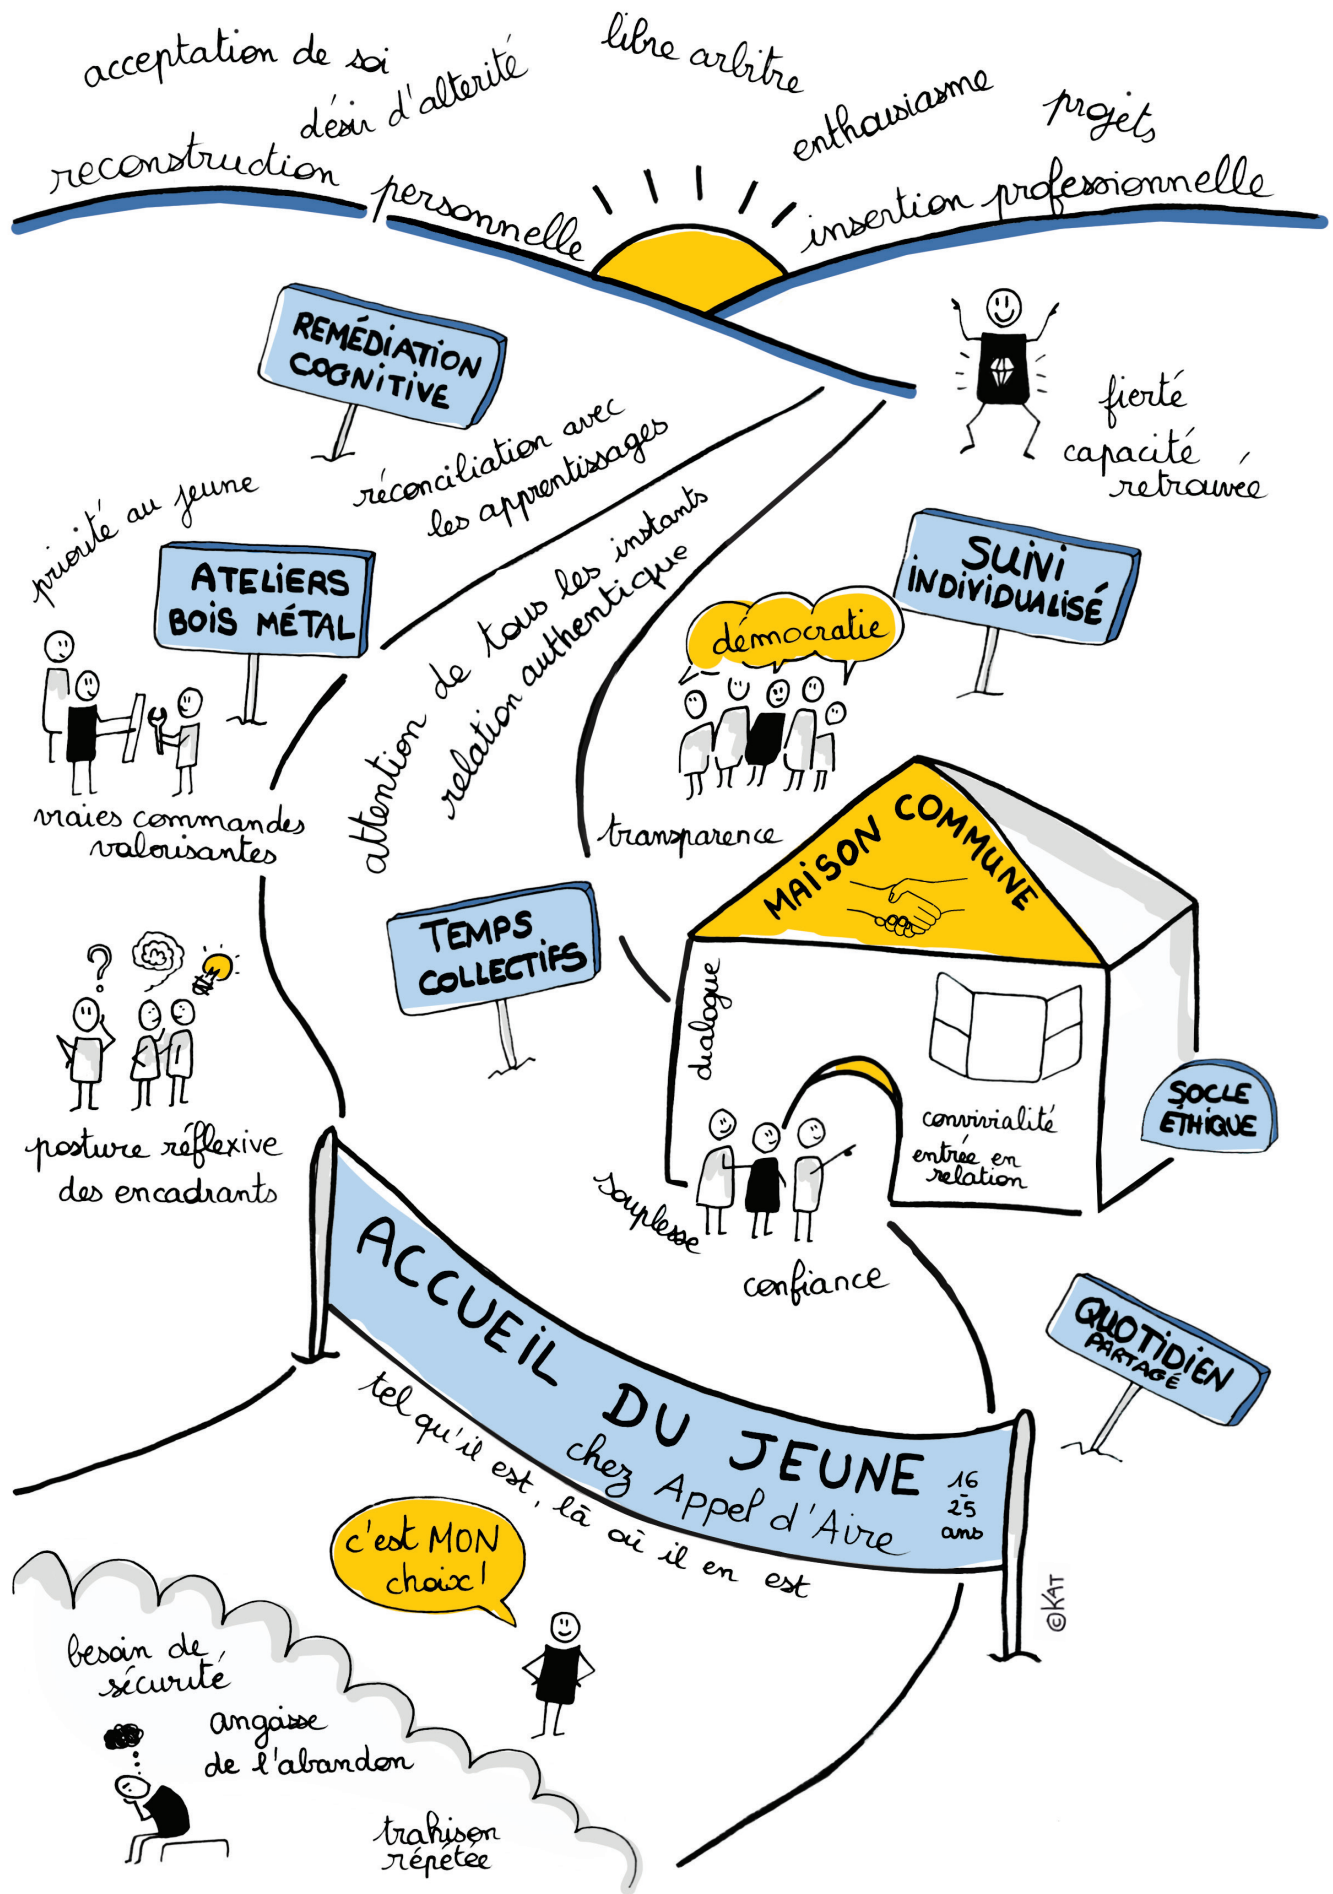 acceptation de soi
désir d'altérité
libre arbitre
enthousiasme
projets
reconstruction personnelle
insertion professionnelle
REMÉDIATION
COGNITIVE
réconciliation avec
les apprentissages
fierté
capacité
retrouvée
priorité au jeune
ATELIERS
BOIS MÉTAL
attention de tous les instants
relation authentique
SUIVI
INDIVIDUALISÉ
démocratie
vraies commandes
valorisantes
transparence
MAISON COMMUNE
TEMPS
COLLECTIFS
dialogue
posture réflexive
des encadrants
convivialité
entrée en
relation
SOCLE
ÉTHIQUE
souplesse
confiance
QUOTIDIEN
PARTAGÉ
ACCUEIL DU JEUNE
chez Appel d'Aire
16
-
25
ans
tel qu'il est, là où il en est
c'est MON
choix!
©KAT
besoin de
sécurité
angoisse
de l'abandon
trahison
répétée